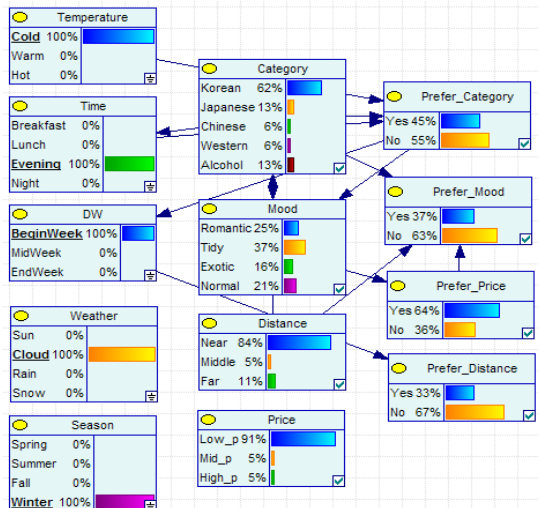 Temperature
Cold 100%
Warm 0%
Hot 0%
Time
Breakfast 0%
Lunch 0%
Evening 100%
Night 0%
DW
BeginWeek 100%
MidWeek 0%
EndWeek 0%
Weather
Sun 0%
Cloud 100%
Rain 0%
Snow 0%
Season
Spring 0%
Summer 0%
Fall 0%
Winter 100%
Category
Korean 62%
Japanese 13%
Chinese 6%
Western 6%
Alcohol 13%
Mood
Romantic 25%
Tidy 37%
Exotic 16%
Normal 21%
Distance
Near 84%
Middle 5%
Far 11%
Price
Low_p 91%
Mid_p 5%
High_p 5%
Prefer_Category
Yes 45%
No 55%
Prefer_Mood
Yes 37%
No 63%
Prefer_Price
Yes 64%
No 36%
Prefer_Distance
Yes 33%
No 67%